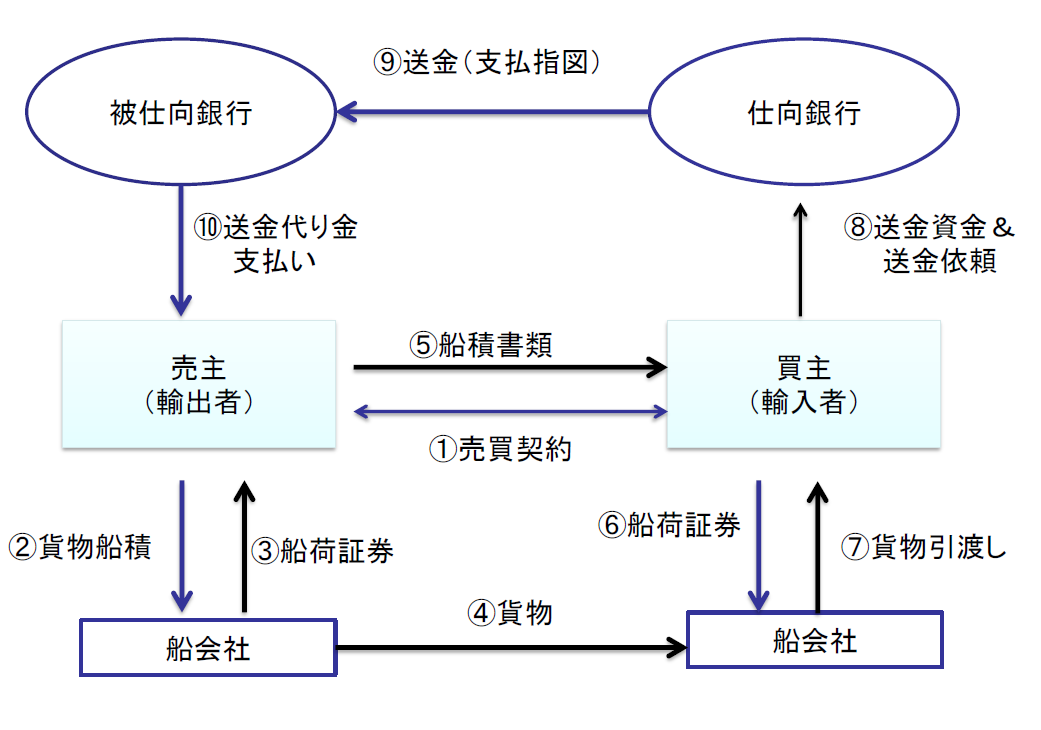 ⑨送金（支払指図）
被仕向銀行
仕向銀行
⑩送金代り金
支払い
⑧送金資金＆
送金依頼
売主
（輸出者）
⑤船積書類
買主
（輸入者）
①売買契約
②貨物船積
③船荷証券
⑥船荷証券
⑦貨物引渡し
④貨物
船会社
船会社